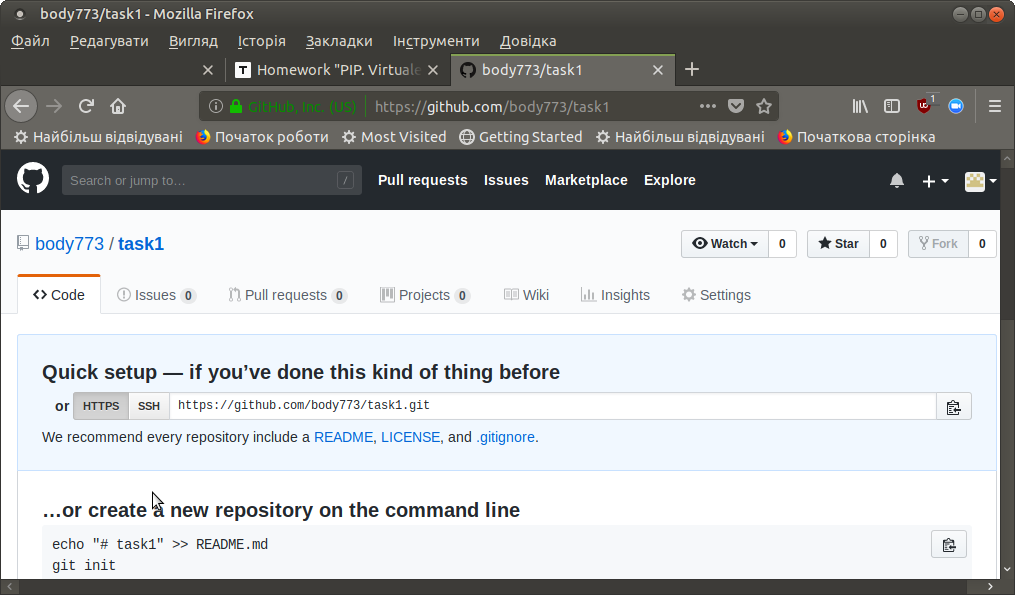 body773/task1 - Mozilla Firefox
Файл Редагувати Вигляд Історія Закладки Інструменти Довідка
T Homework "PIP. Virtuale body773/task1
GitHub, Inc. (US) https://github.com/body773/task1 1
Найбільш відвідувані Початок роботи Most Visited Getting Started Найбільш відвідувані Початкова сторінка
Search or jump to… / Pull requests Issues Marketplace Explore
body773 / task1 Watch 0 Star 0 Fork 0
Code Issues 0 Pull requests 0 Projects 0 Wiki Insights Settings
Quick setup — if you’ve done this kind of thing before
or HTTPS SSH https://github.com/body773/task1.git
We recommend every repository include a README, LICENSE, and .gitignore.
…or create a new repository on the command line
echo "# task1" >> README.md
git init